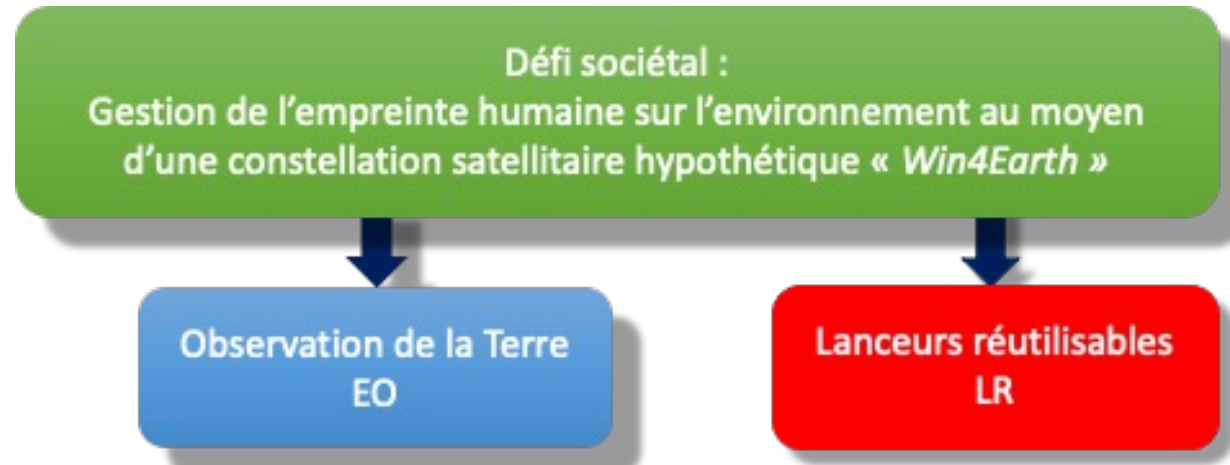 Défi sociétal :
Gestion de l’empreinte humaine sur l’environnement au moyen
d’une constellation satellitaire hypothétique « Win4Earth »
Observation de la Terre
EO
Lanceurs réutilisables
LR